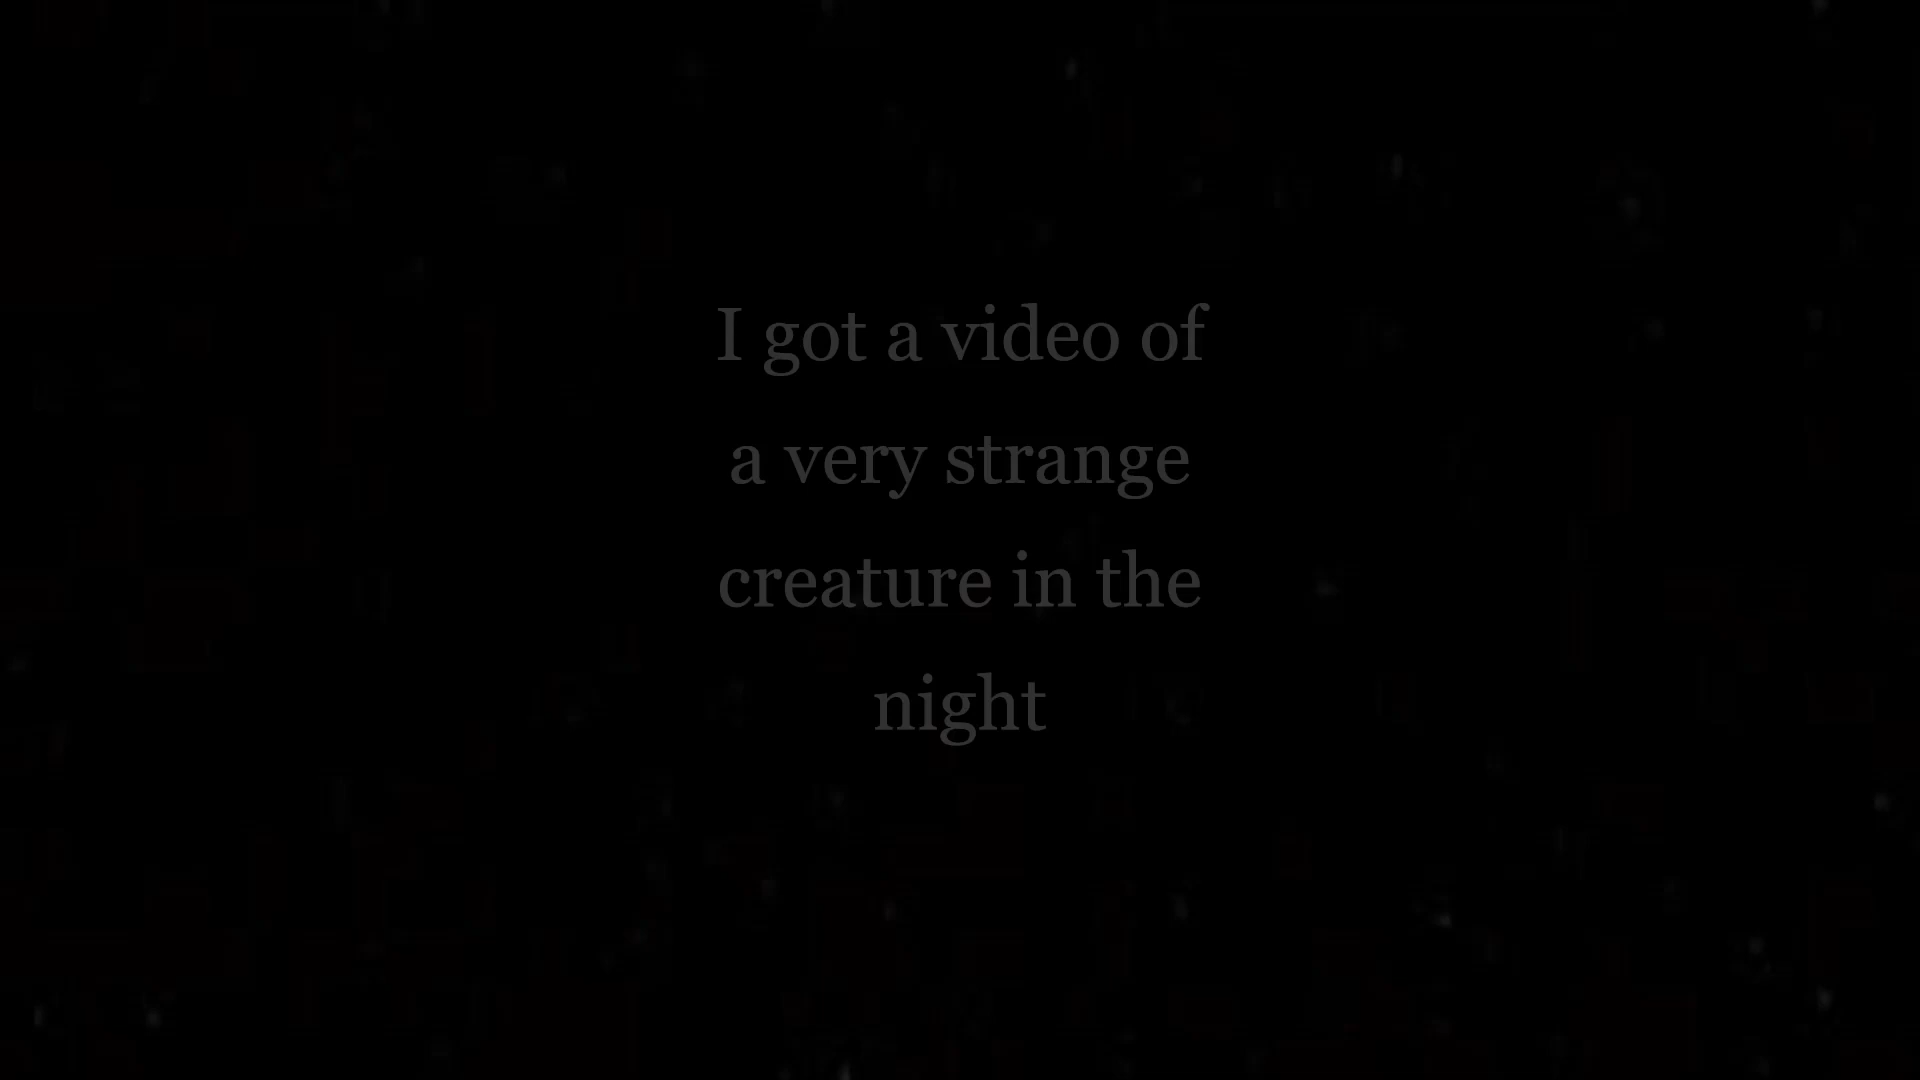 I got a video of
a very strange
creature in the
night